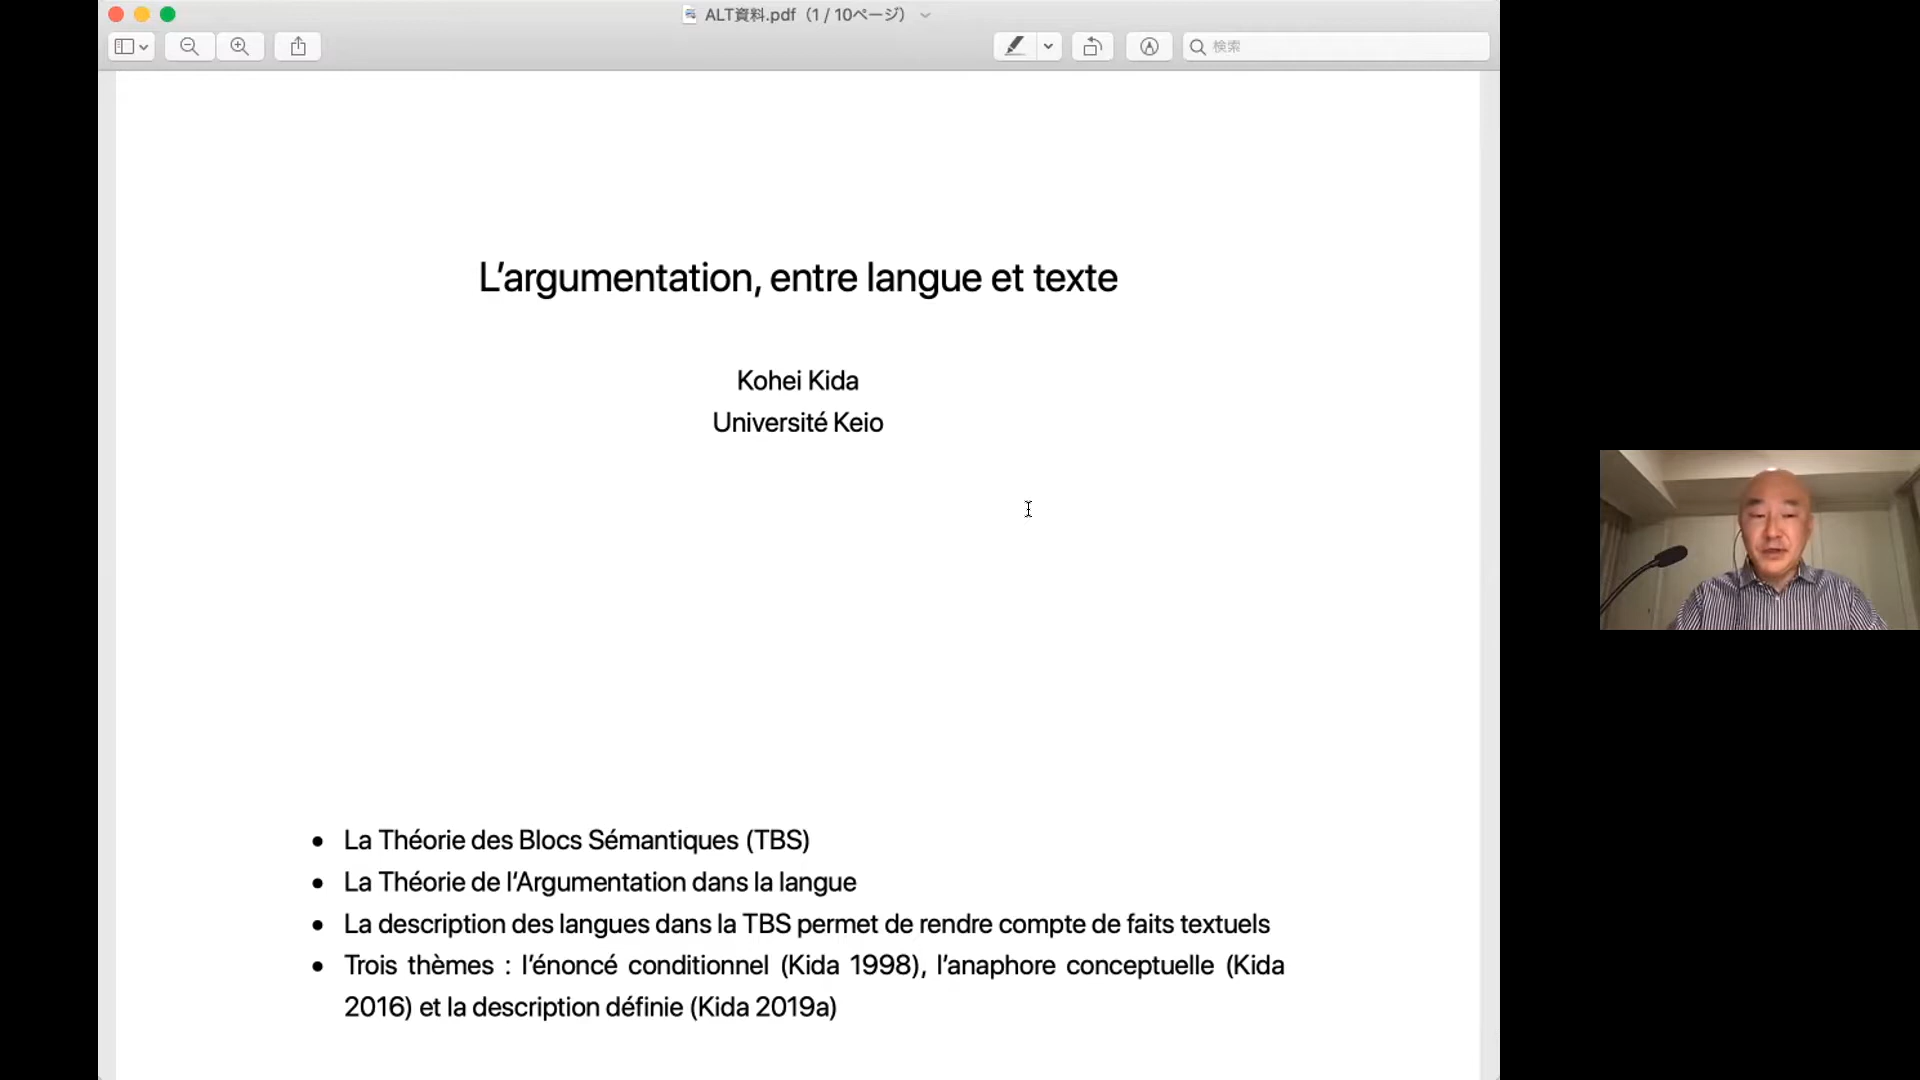 ALT資料.pdf（1 / 10ページ）
検索
L’argumentation, entre langue et texte
Kohei Kida
Université Keio
• La Théorie des Blocs Sémantiques (TBS)
• La Théorie de l’Argumentation dans la langue
• La description des langues dans la TBS permet de rendre compte de faits textuels
• Trois thèmes : l’énoncé conditionnel (Kida 1998), l’anaphore conceptuelle (Kida
2016) et la description définie (Kida 2019a)